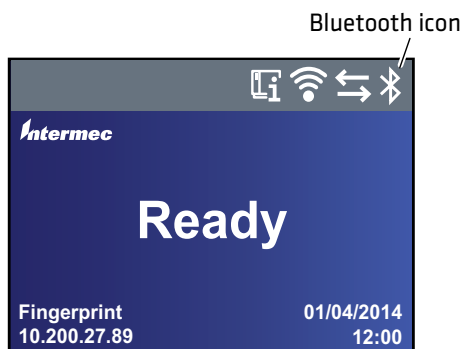 Bluetooth icon
Intermec
Ready
Fingerprint
01/04/2014
10.200.27.89
12:00